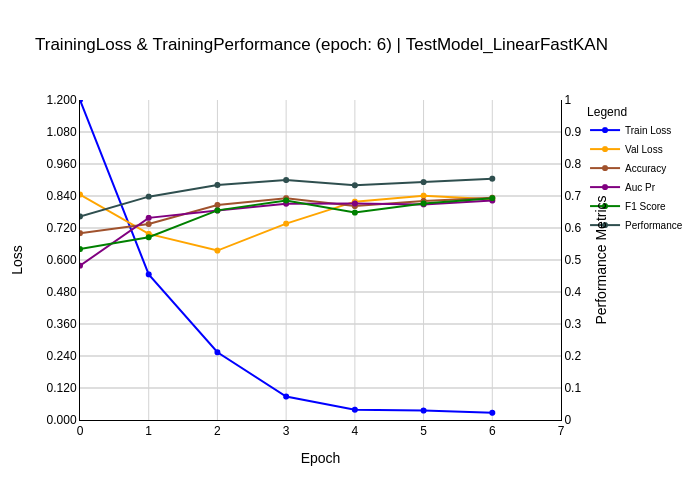 TrainingLoss & TrainingPerformance (epoch: 6) | TestModel_LinearFastKAN
1.200
1.080
0.960
0.840
0.720
0.600
0.480
0.360
0.240
0.120
0.000
Loss
0
1
2
3
4
5
6
7
Epoch
1
0.9
0.8
0.7
0.6
0.5
0.4
0.3
0.2
0.1
0
Performance Metrics
Legend
Train Loss
Val Loss
Accuracy
Auc Pr
F1 Score
Performance